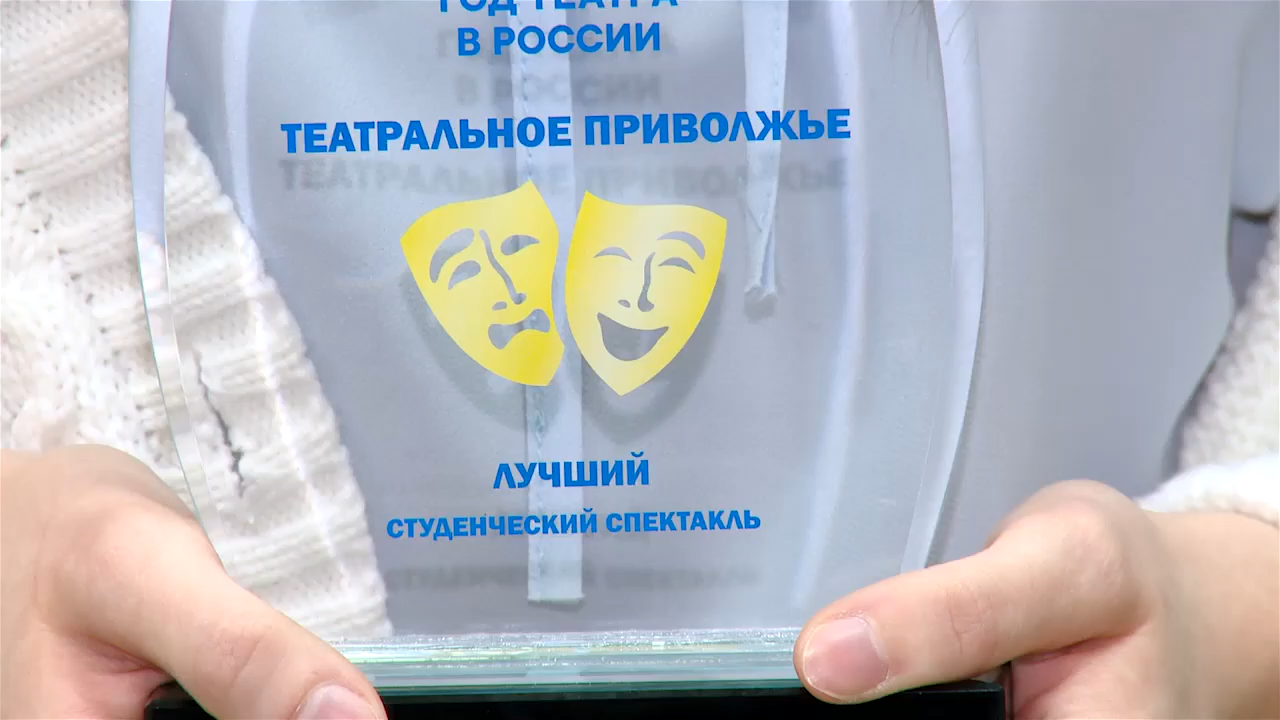 ГОД ТЕАТРА
В РОССИИ
ТЕАТРАЛЬНОЕ ПРИВОЛЖЬЕ
ЛУЧШИЙ
СТУДЕНЧЕСКИЙ СПЕКТАКЛЬ